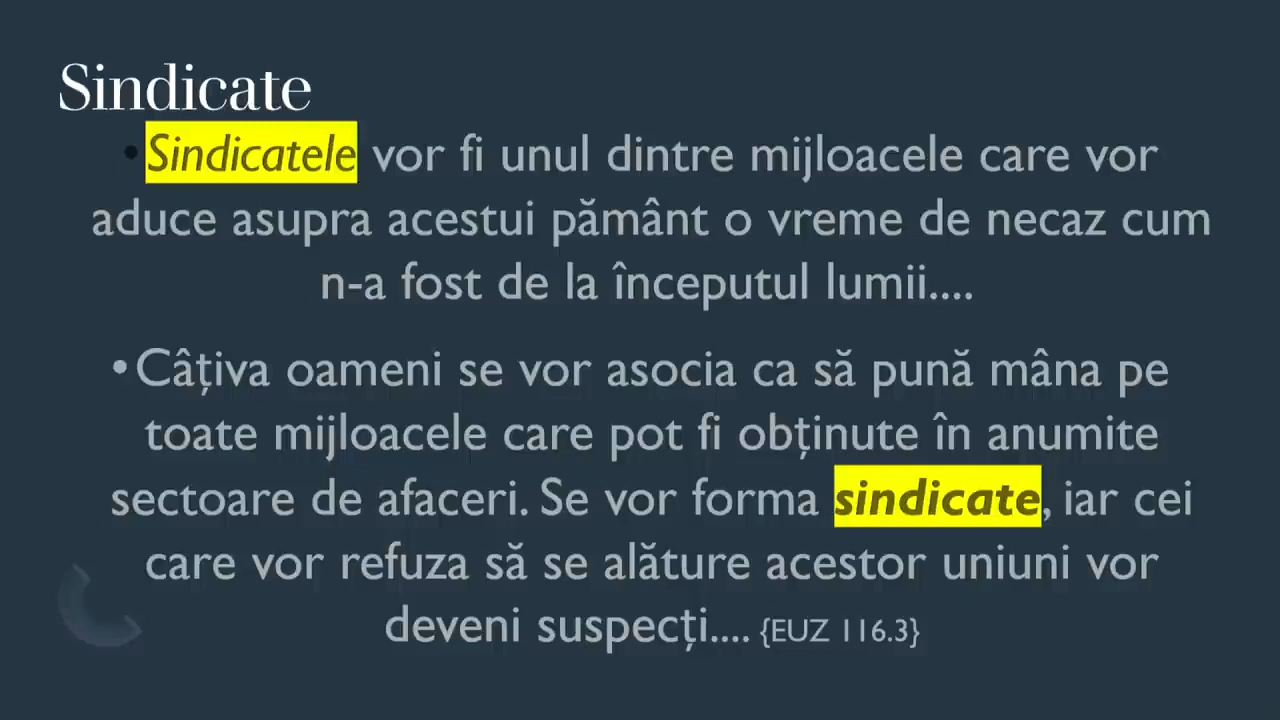 Sindicate
•Sindicatele vor fi unul dintre mijloacele care vor
aduce asupra acestui pământ o vreme de necaz cum
n-a fost de la începutul lumii....
•Câțiva oameni se vor asocia ca să pună mâna pe
toate mijloacele care pot fi obținute în anumite
sectoare de afaceri. Se vor forma sindicate, iar cei
care vor refuza să se alăture acestor uniuni vor
deveni suspecți.... {EUZ 116.3}